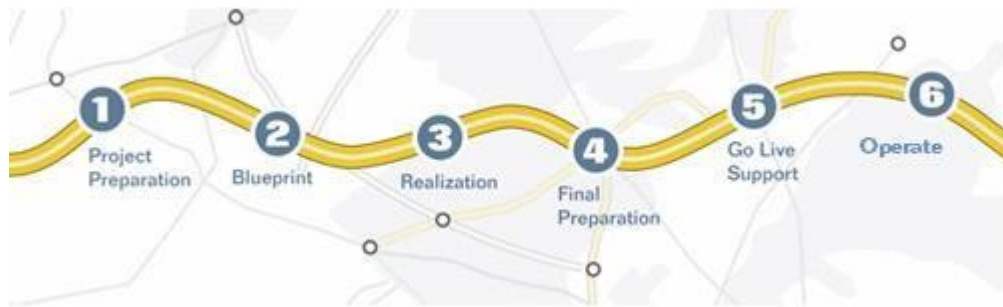 1
Project
Preparation
2
Blueprint
3
Realization
4
Final
Preparation
5
Go Live
Support
6
Operate